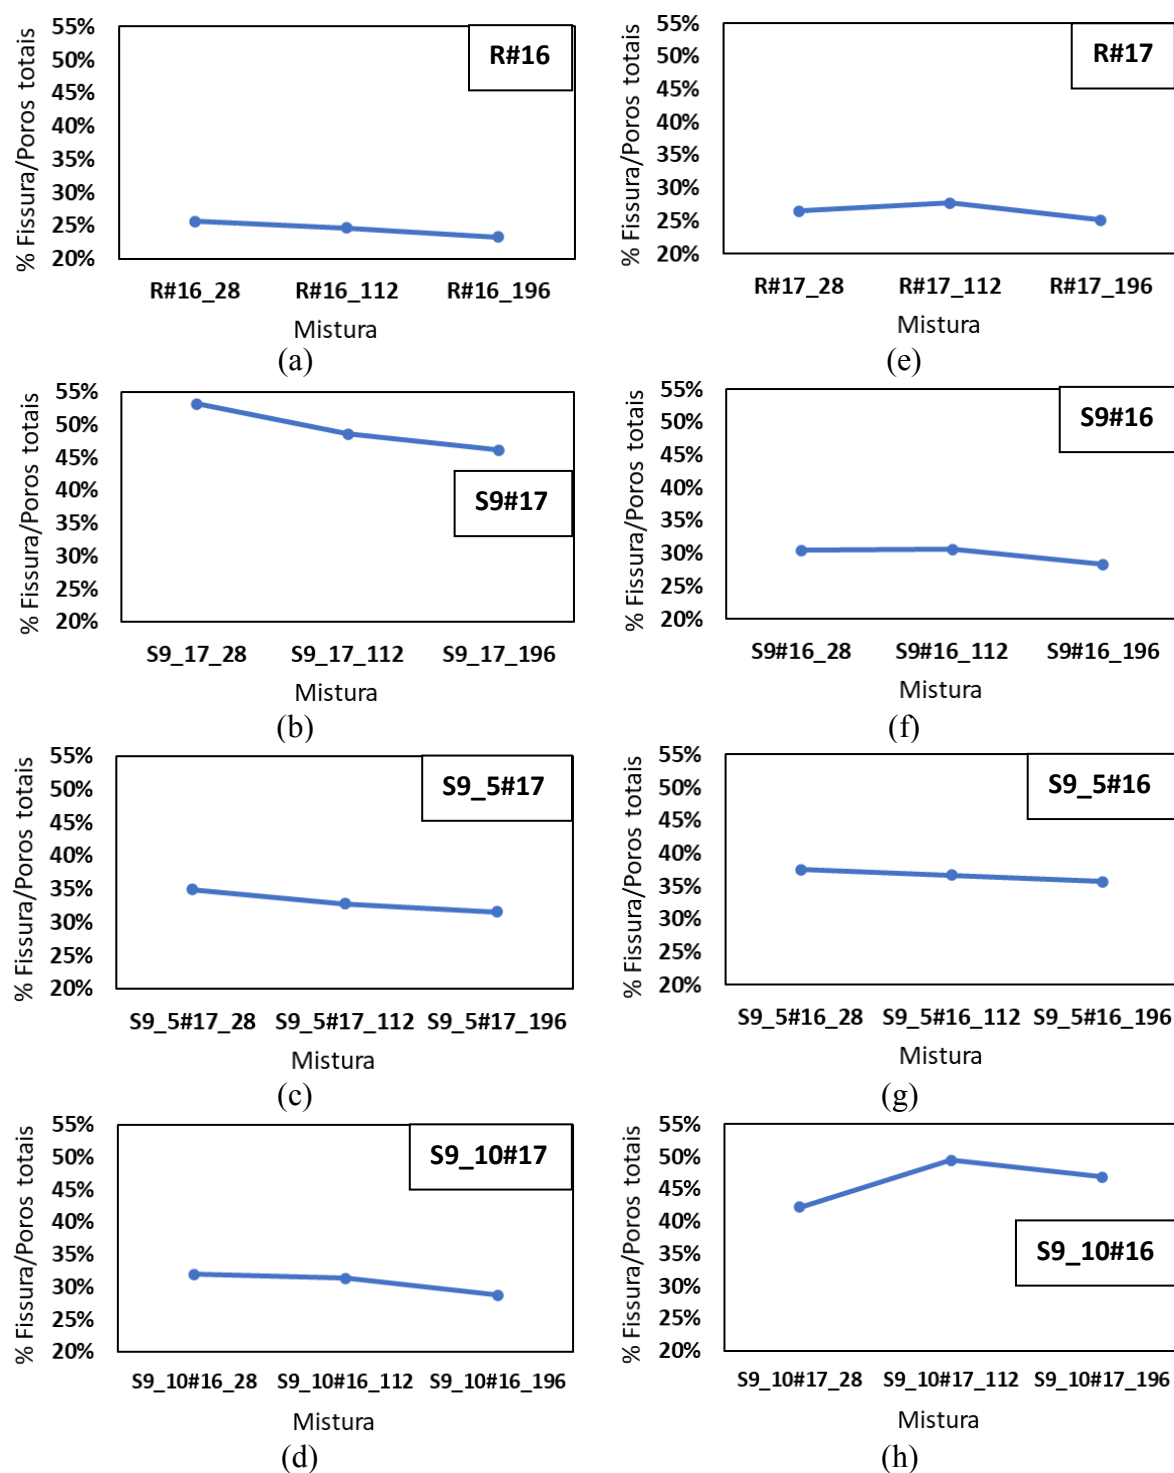 % Fissura/Poros totais
55%
50%
45%
40%
35%
30%
25%
20%
R#16
R#16_28 R#16_112 R#16_196
Mistura
(a)
% Fissura/Poros totais
55%
50%
45%
40%
35%
30%
25%
20%
R#17
R#17_28 R#17_112 R#17_196
Mistura
(e)
% Fissura/Poros totais
55%
50%
45%
40%
35%
30%
25%
20%
S9#17
S9_17_28 S9_17_112 S9_17_196
Mistura
(b)
% Fissura/Poros totais
55%
50%
45%
40%
35%
30%
25%
20%
S9#16
S9#16_28 S9#16_112 S9#16_196
Mistura
(f)
% Fissura/Poros totais
55%
50%
45%
40%
35%
30%
25%
20%
S9_5#17
S9_5#17_28 S9_5#17_112 S9_5#17_196
Mistura
(c)
% Fissura/Poros totais
55%
50%
45%
40%
35%
30%
25%
20%
S9_5#16
S9_5#16_28 S9_5#16_112 S9_5#16_196
Mistura
(g)
% Fissura/Poros totais
55%
50%
45%
40%
35%
30%
25%
20%
S9_10#17
S9_10#16_28 S9_10#16_112 S9_10#16_196
Mistura
(d)
% Fissura/Poros totais
55%
50%
45%
40%
35%
30%
25%
20%
S9_10#16
S9_10#17_28 S9_10#17_112 S9_10#17_196
Mistura
(h)